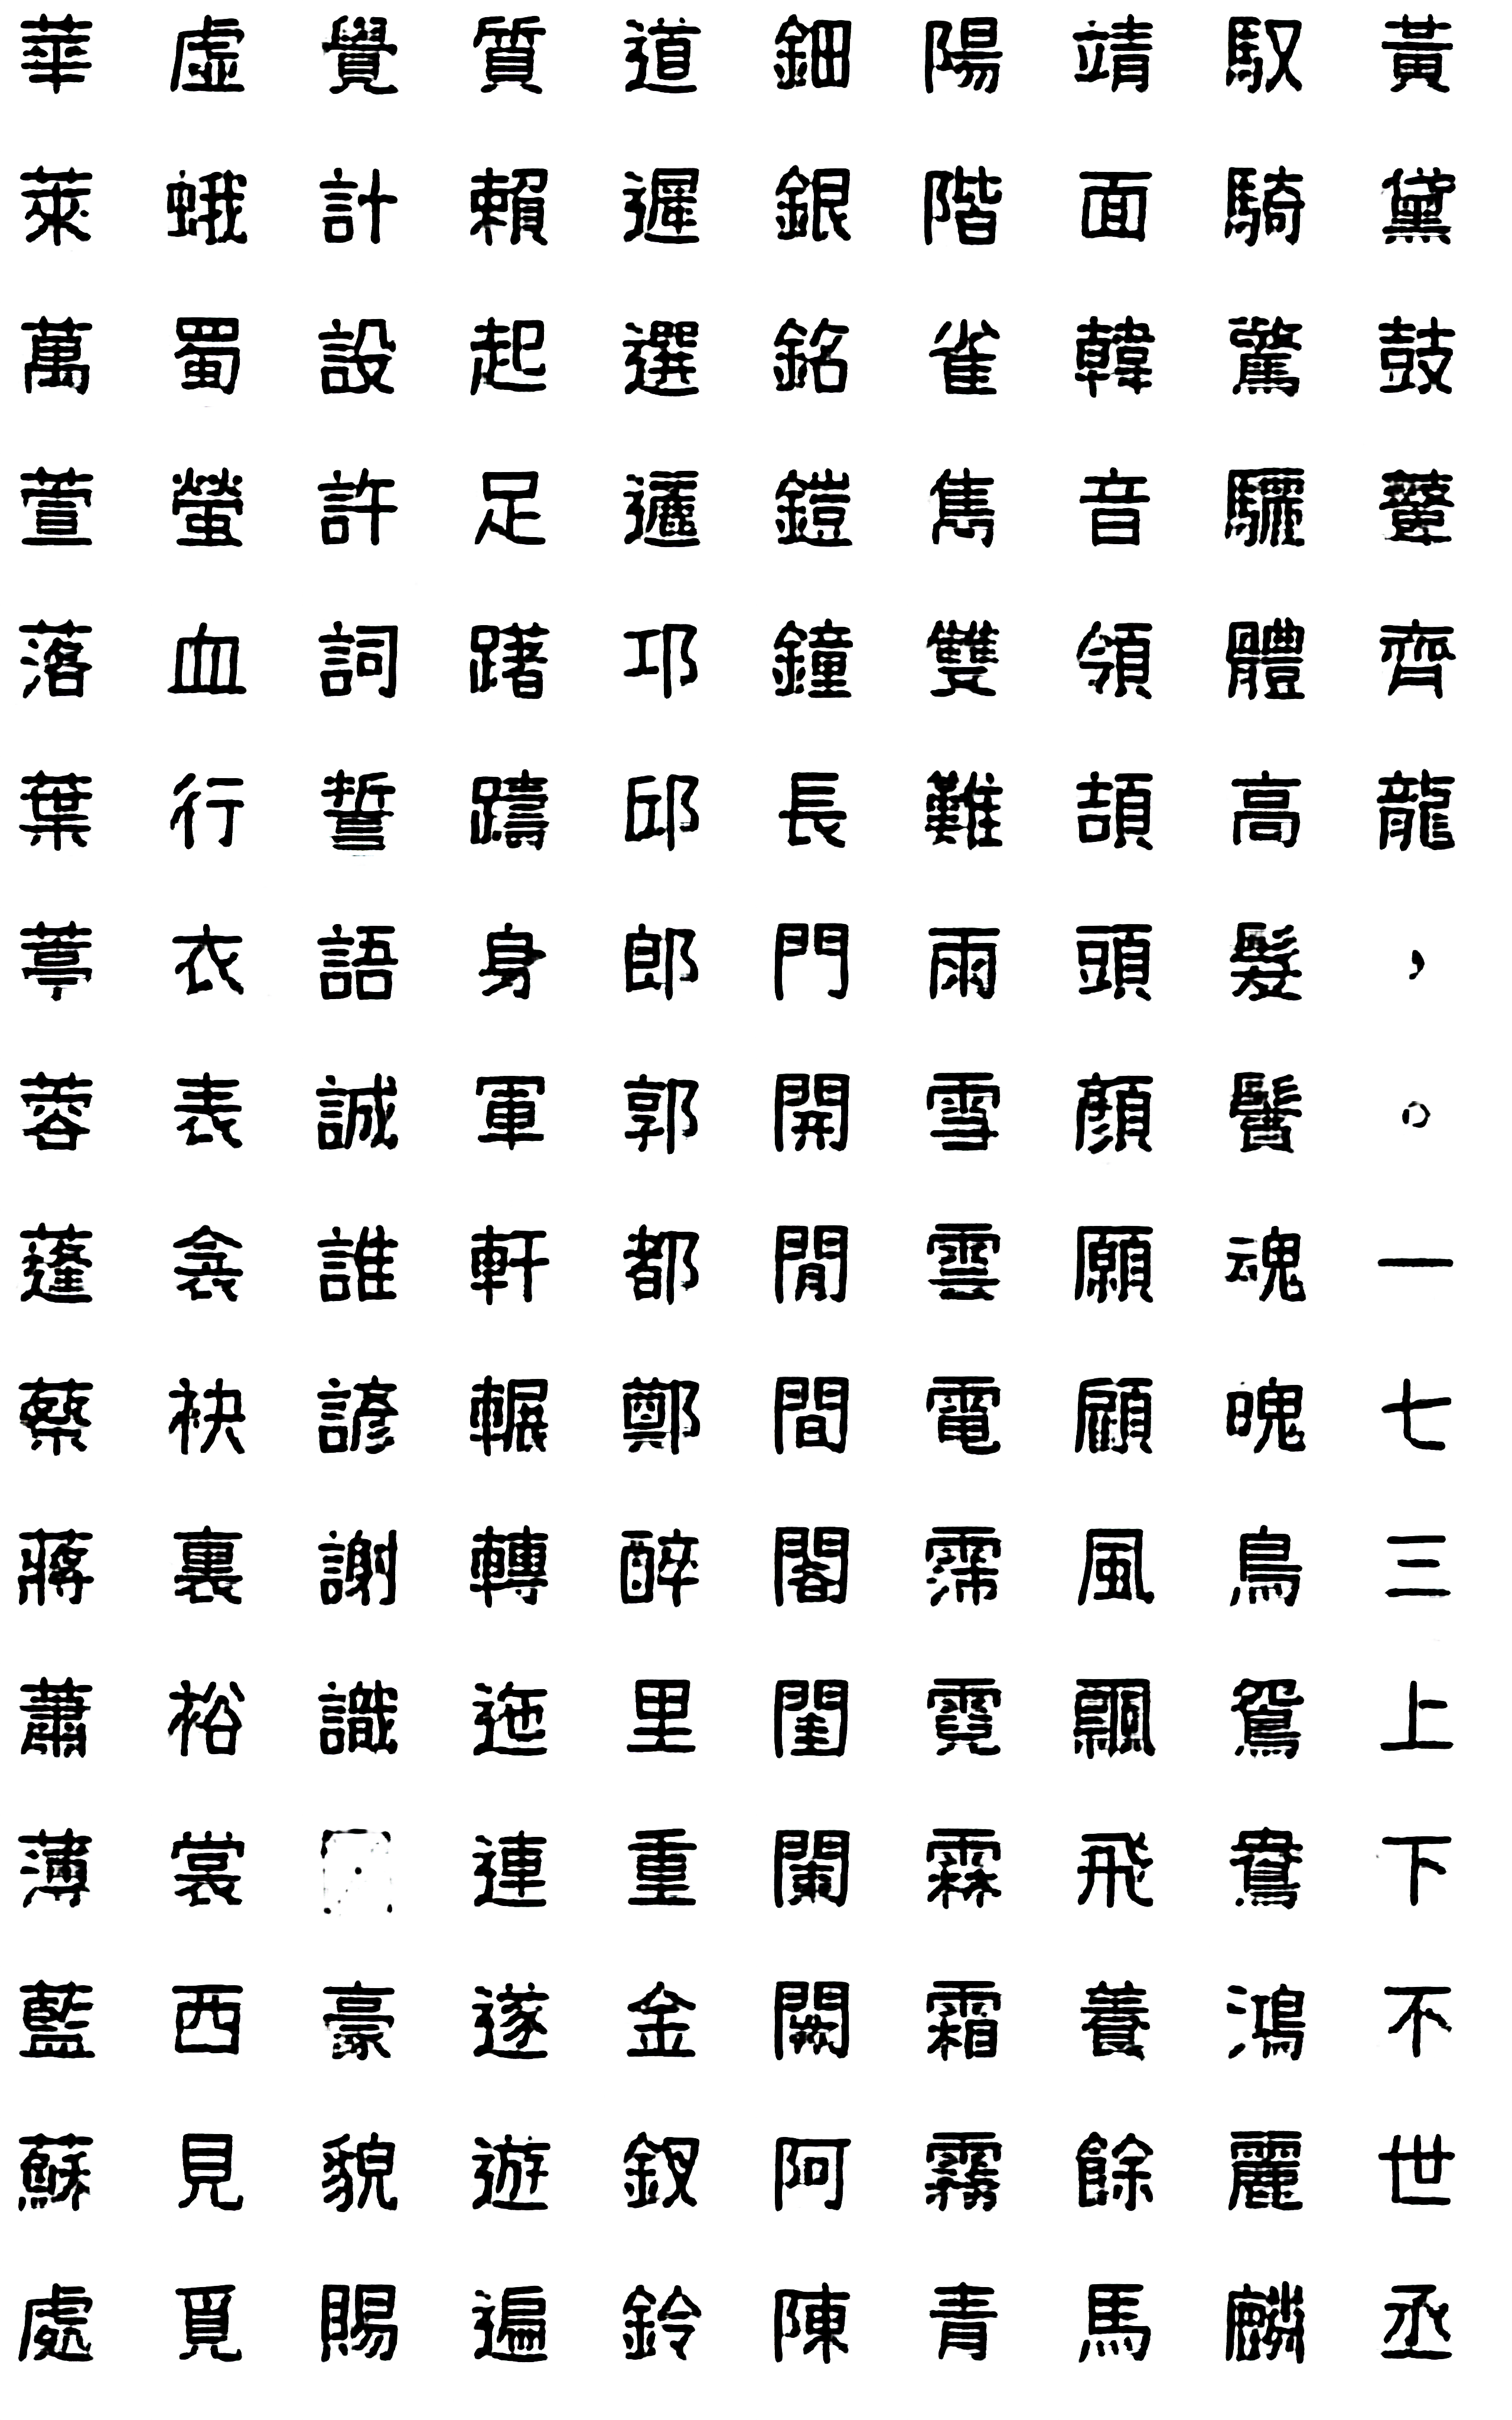 華虛覺質道鈿陽靖馭黃
萊蛾計賴遲銀階面騎黛
萬蜀設起選銘雀韓驚鼓
萱螢許足邐鎧雋音驪鼕
落血詞躇邛鐘雙領體齊
葉行誓躊邱長難頡高龍
葶衣語身郎門雨頭髮，
蓉表誠軍郭開雪顏鬢。
蓬衾誰軒都閒雲願魂一
蔡袂諺輾鄭間電顧魄七
蔣裏謝轉醉閣霈風鳥三
蕭裕識迤里閨霓飄鴛上
薄裳連重闌霖飛鴦下
藍西豪遂金闕霜養鴻不
蘇見貌遊釵阿霧餘麗世
處覓賜遍鈴陳青馬麟丞